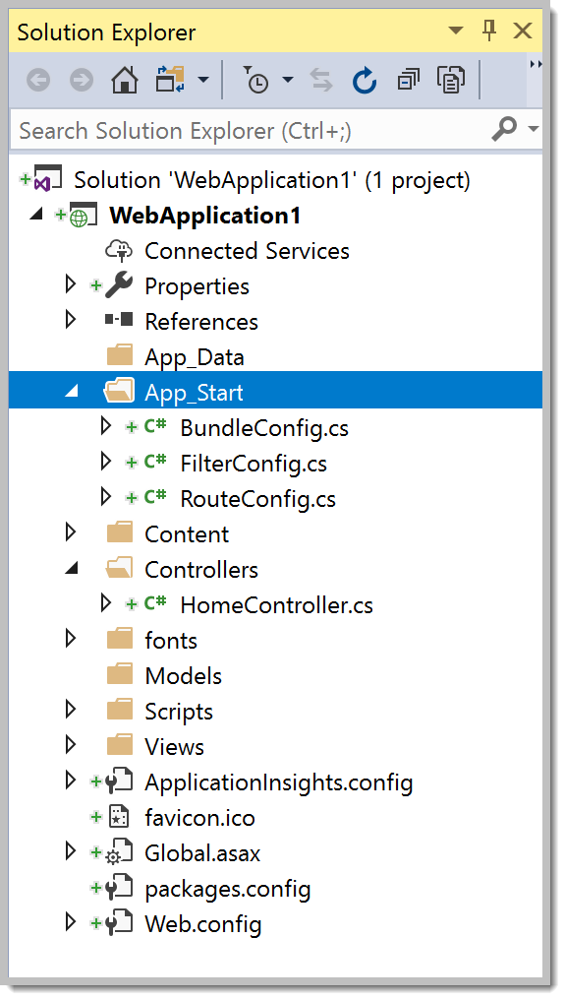 Solution Explorer
Search Solution Explorer (Ctrl+;)
Solution 'WebApplication1' (1 project)
WebApplication1
Connected Services
Properties
References
App_Data
App_Start
C# BundleConfig.cs
C# FilterConfig.cs
C# RouteConfig.cs
Content
Controllers
C# HomeController.cs
fonts
Models
Scripts
Views
ApplicationInsights.config
favicon.ico
Global.asax
packages.config
Web.config